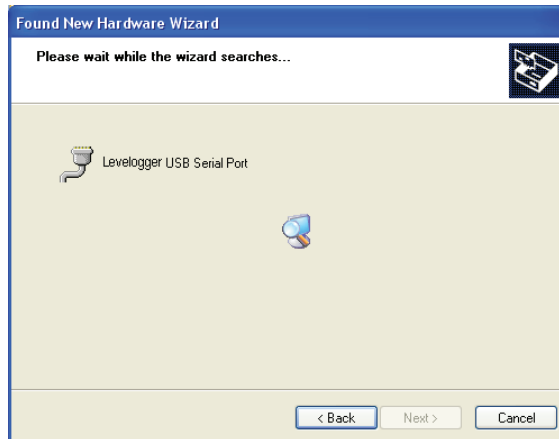 Found New Hardware Wizard
Please wait while the wizard searches...
Levelogger USB Serial Port
< Back
Next >
Cancel